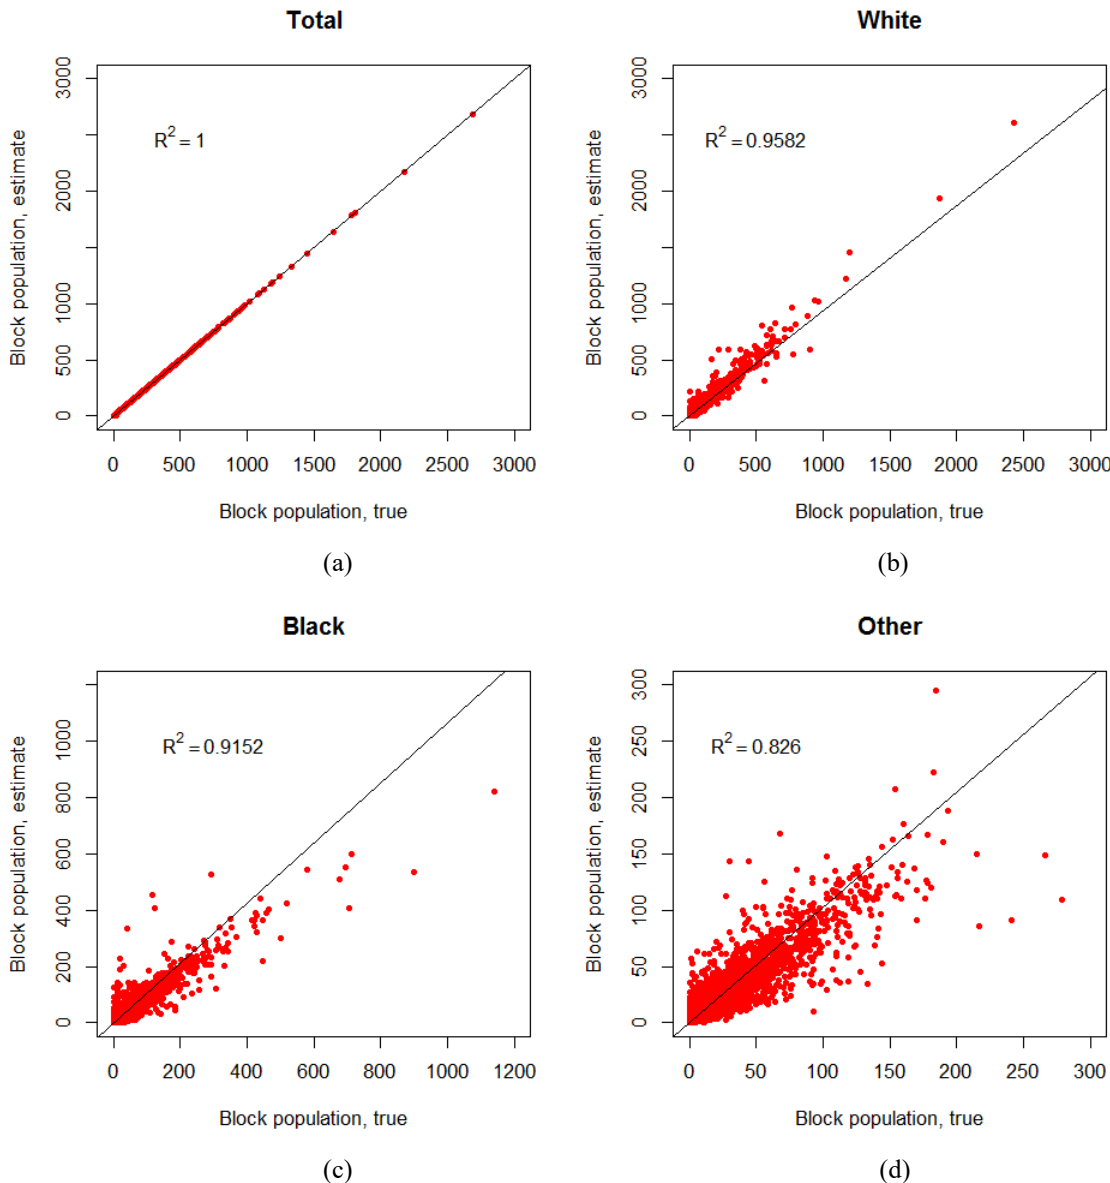 Total
Block population, estimate
3000
2000
1000
500
0
R² = 1
0 500 1000 1500 2000 2500 3000
Block population, true
(a)
White
Block population, estimate
3000
2000
1000
500
0
R² = 0.9582
0 500 1000 1500 2000 2500 3000
Block population, true
(b)
Black
Block population, estimate
1000
800
600
400
200
0
R² = 0.9152
0 200 400 600 800 1000 1200
Block population, true
(c)
Other
Block population, estimate
300
250
200
150
100
50
0
R² = 0.826
0 50 100 150 200 250 300
Block population, true
(d)